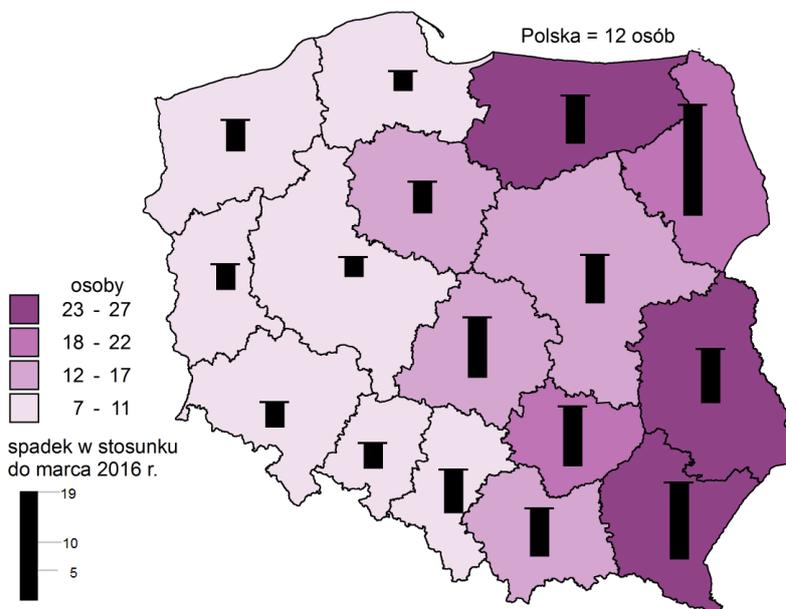 Polska = 12 osób
osoby
23 - 27
18 - 22
12 - 17
7 - 11
spadek w stosunku
do marca 2016 r.
19
10
5